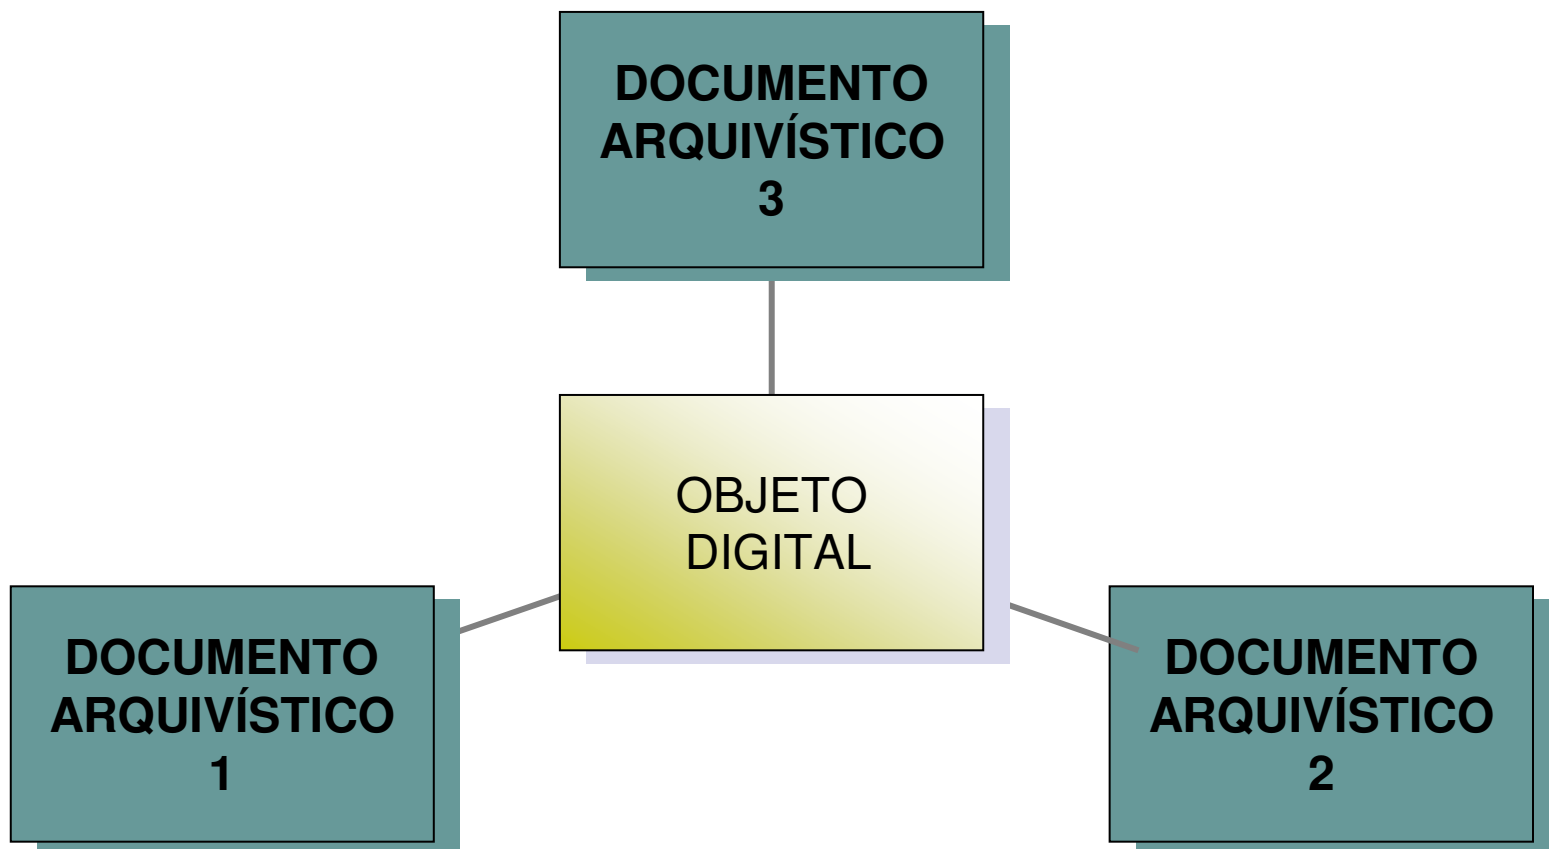 DOCUMENTO
ARQUIVÍSTICO
3
OBJETO
DIGITAL
DOCUMENTO
ARQUIVÍSTICO
1
DOCUMENTO
ARQUIVÍSTICO
2